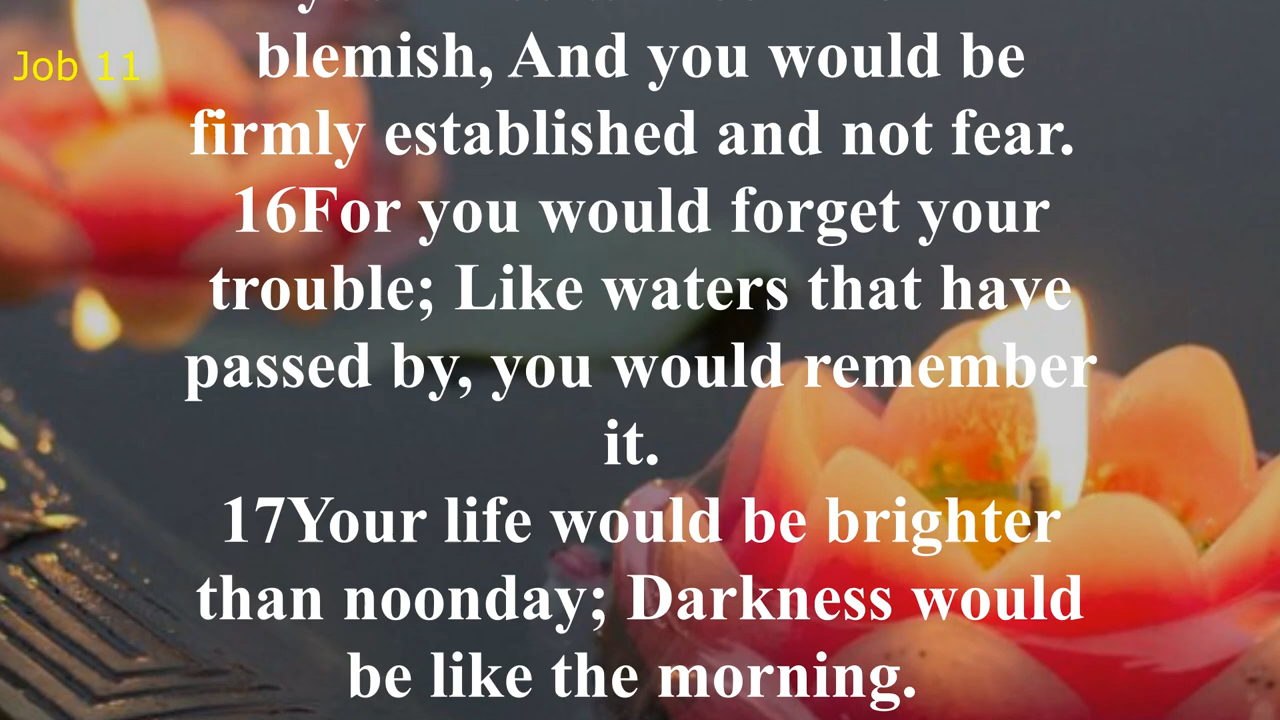 Job 11
blemish, And you would be
firmly established and not fear.
16For you would forget your
trouble; Like waters that have
passed by, you would remember
it.
17Your life would be brighter
than noonday; Darkness would
be like the morning.